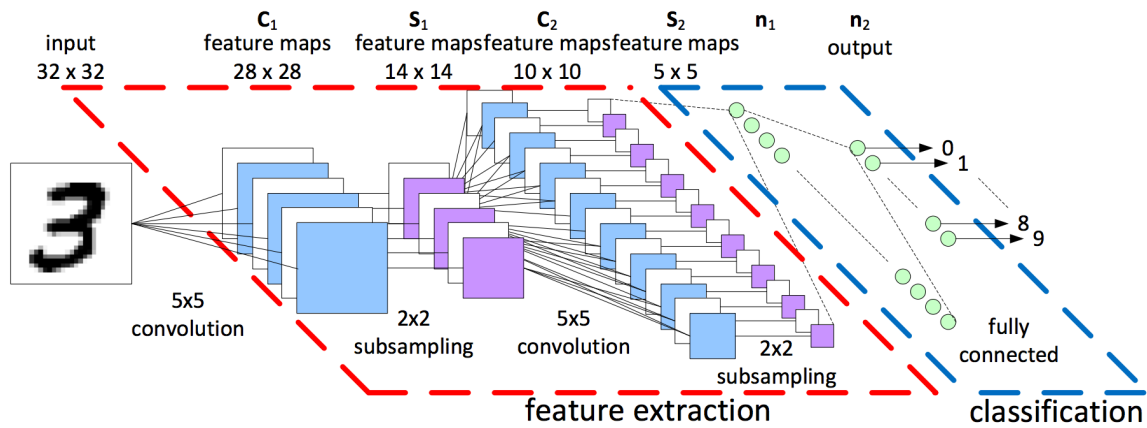 input
32 x 32
C1
feature maps
28 x 28
S1
feature maps
14 x 14
C2
feature maps
10 x 10
S2
feature maps
5 x 5
n1
n2
output
0
1
8
9
5x5
convolution
2x2
subsampling
5x5
convolution
2x2
subsampling
fully
connected
feature extraction
classification